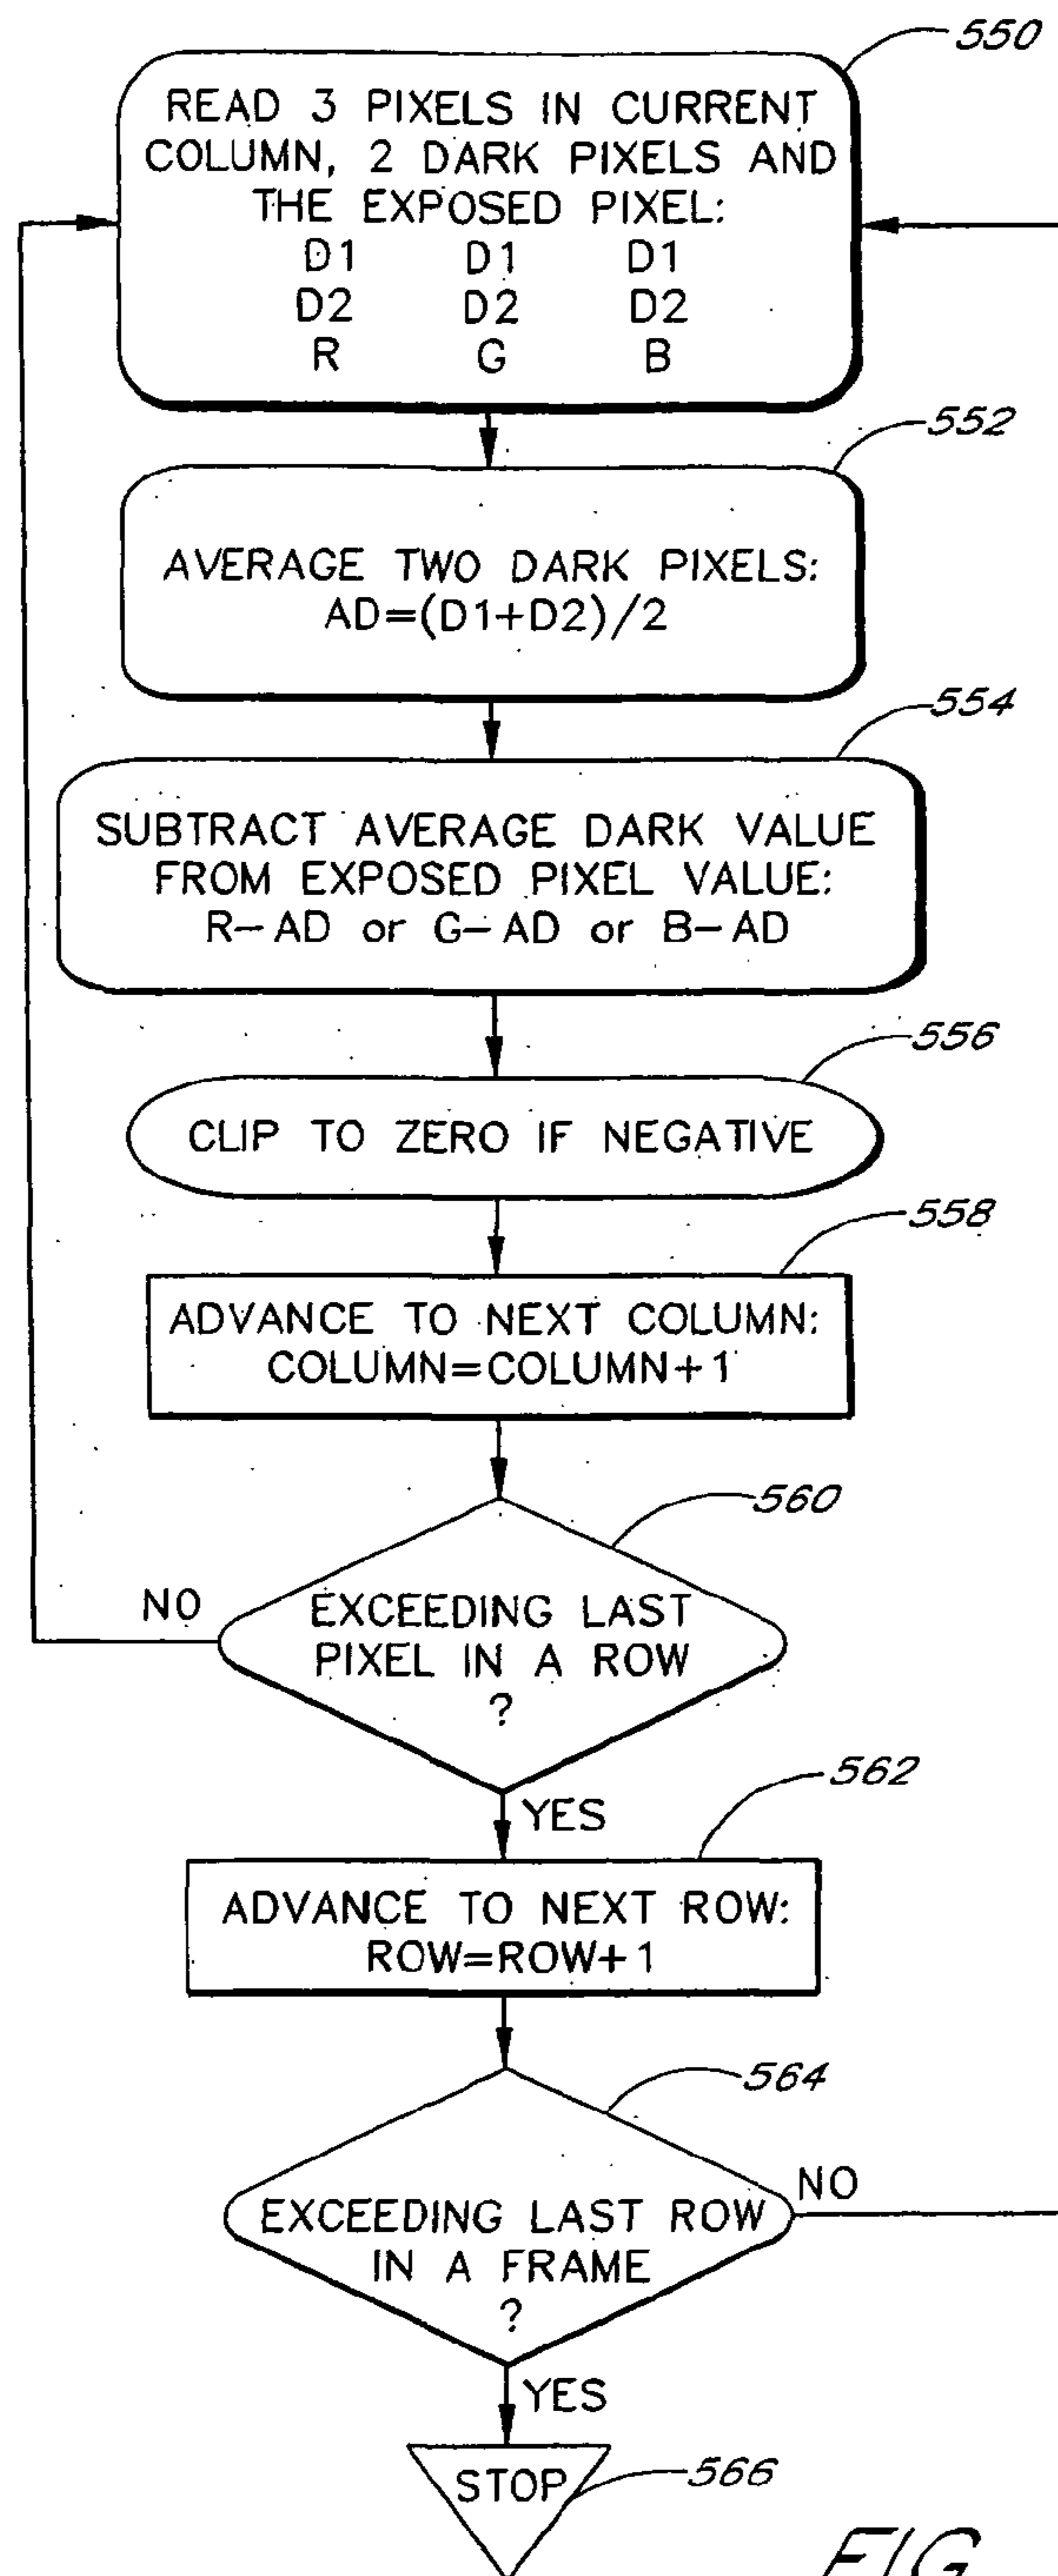 550
READ 3 PIXELS IN CURRENT
COLUMN, 2 DARK PIXELS AND
THE EXPOSED PIXEL:
D1 D1 D1
D2 D2 D2
R G B
552
AVERAGE TWO DARK PIXELS:
AD=(D1+D2)/2
554
SUBTRACT AVERAGE DARK VALUE
FROM EXPOSED PIXEL VALUE:
R-AD or G-AD or B-AD
556
CLIP TO ZERO IF NEGATIVE
558
ADVANCE TO NEXT COLUMN:
COLUMN=COLUMN+1
560
EXCEEDING LAST
PIXEL IN A ROW
?
NO
YES
562
ADVANCE TO NEXT ROW:
ROW=ROW+1
564
EXCEEDING LAST ROW
IN A FRAME
?
NO
YES
STOP
566
FIG